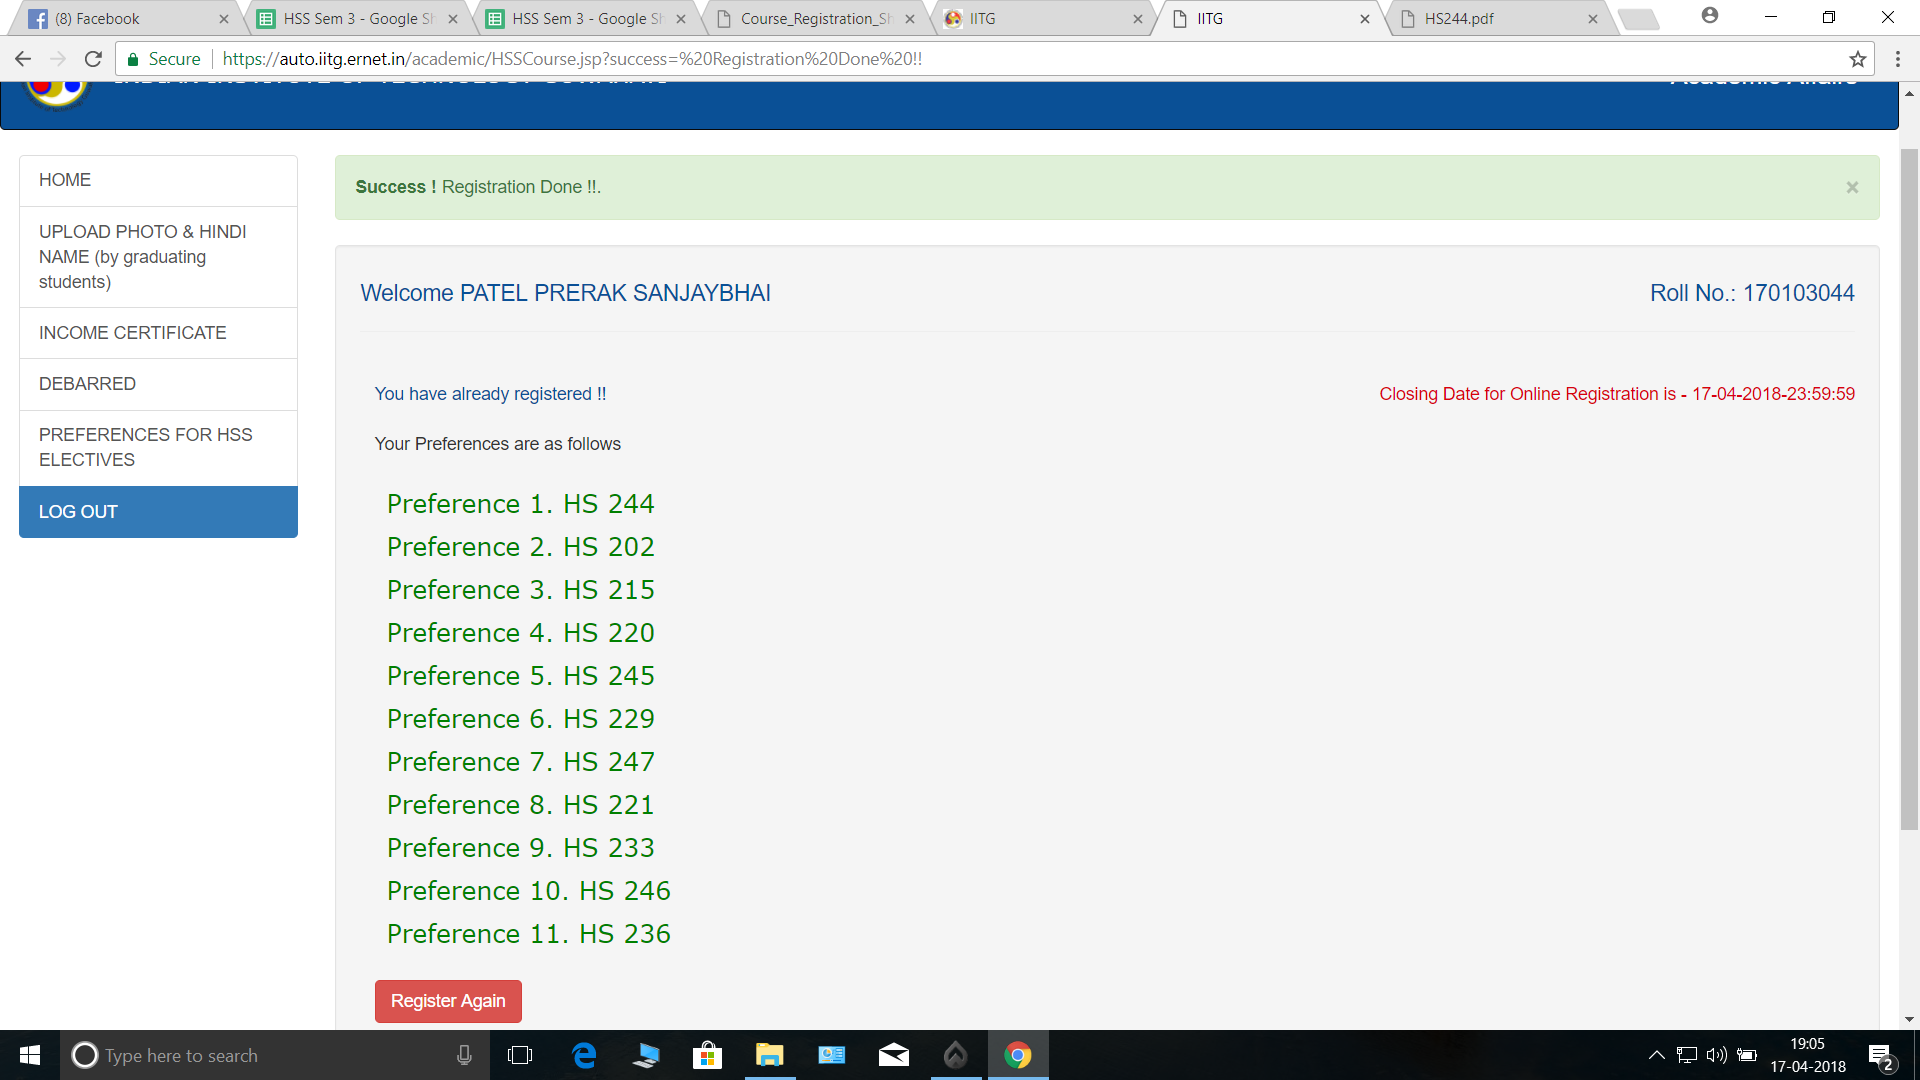 (8) Facebook
HSS Sem 3 - Google Sh
HSS Sem 3 - Google Sh
Course_Registration_Sh
IITG
IITG
HS244.pdf
Secure
https://auto.iitg.ernet.in/academic/HSSCourse.jsp?success=%20Registration%20Done%20!!
HOME
UPLOAD PHOTO & HINDI
NAME (by graduating
students)
INCOME CERTIFICATE
DEBARRED
PREFERENCES FOR HSS
ELECTIVES
LOG OUT
Success ! Registration Done !!.
×
Welcome PATEL PRERAK SANJAYBHAI
Roll No.: 170103044
You have already registered !!
Closing Date for Online Registration is - 17-04-2018-23:59:59
Your Preferences are as follows
Preference 1. HS 244
Preference 2. HS 202
Preference 3. HS 215
Preference 4. HS 220
Preference 5. HS 245
Preference 6. HS 229
Preference 7. HS 247
Preference 8. HS 221
Preference 9. HS 233
Preference 10. HS 246
Preference 11. HS 236
Register Again
Type here to search
19:05
17-04-2018
2